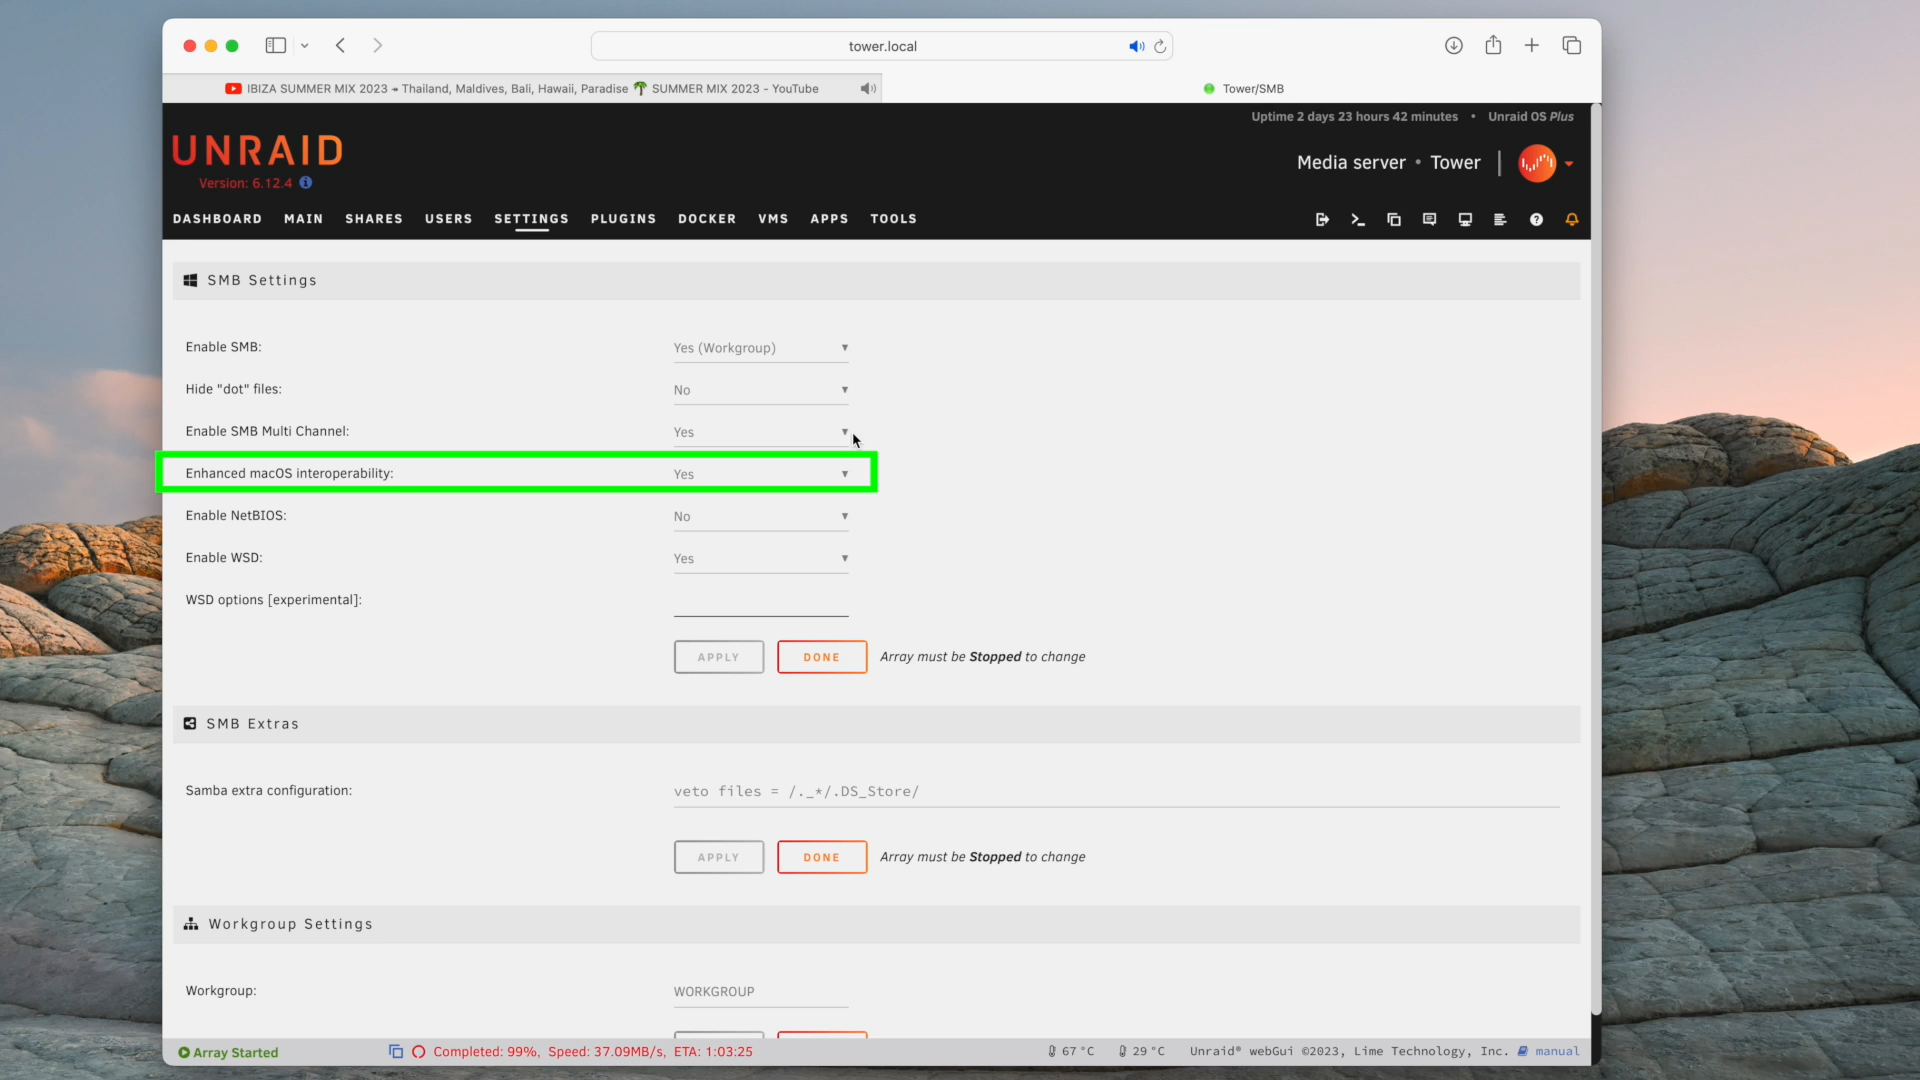 tower.local
IBIZA SUMMER MIX 2023 Thailand, Maldives, Bali, Hawaii, Paradise 🌴 SUMMER MIX 2023 - YouTube
Tower/SMB
Uptime 2 days 23 hours 42 minutes • Unraid OS Plus
UNRAID
Version: 6.12.4
Media server • Tower
DASHBOARD MAIN SHARES USERS SETTINGS PLUGINS DOCKER VMS APPS TOOLS
SMB Settings
Enable SMB: Yes (Workgroup)
Hide "dot" files: No
Enable SMB Multi Channel: Yes
Enhanced macOS interoperability: Yes
Enable NetBIOS: No
Enable WSD: Yes
WSD options [experimental]:
APPLY DONE Array must be Stopped to change
SMB Extras
Samba extra configuration: veto files = /._*/.DS_Store/
APPLY DONE Array must be Stopped to change
Workgroup Settings
Workgroup: WORKGROUP
Array Started Completed: 99%, Speed: 37.09MB/s, ETA: 1:03:25 67 °C 29 °C Unraid® webGui ©2023, Lime Technology, Inc. manual